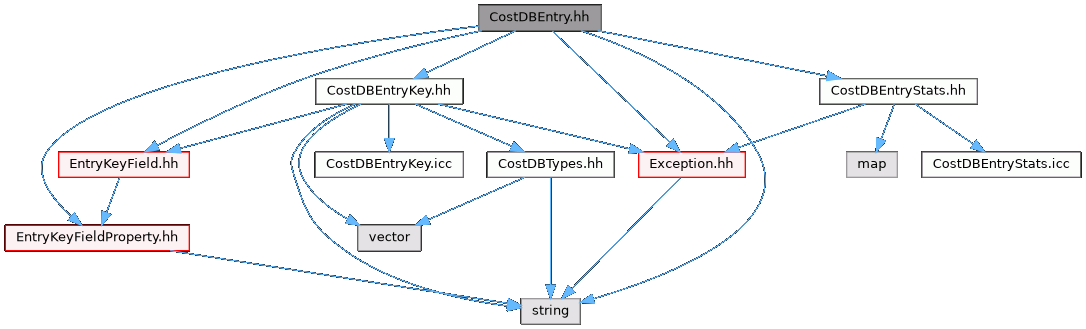 CostDBEntry.hh
CostDBEntryKey.hh
CostDBEntryStats.hh
EntryKeyField.hh
CostDBEntryKey.icc
CostDBTypes.hh
Exception.hh
map
CostDBEntryStats.icc
EntryKeyFieldProperty.hh
vector
string